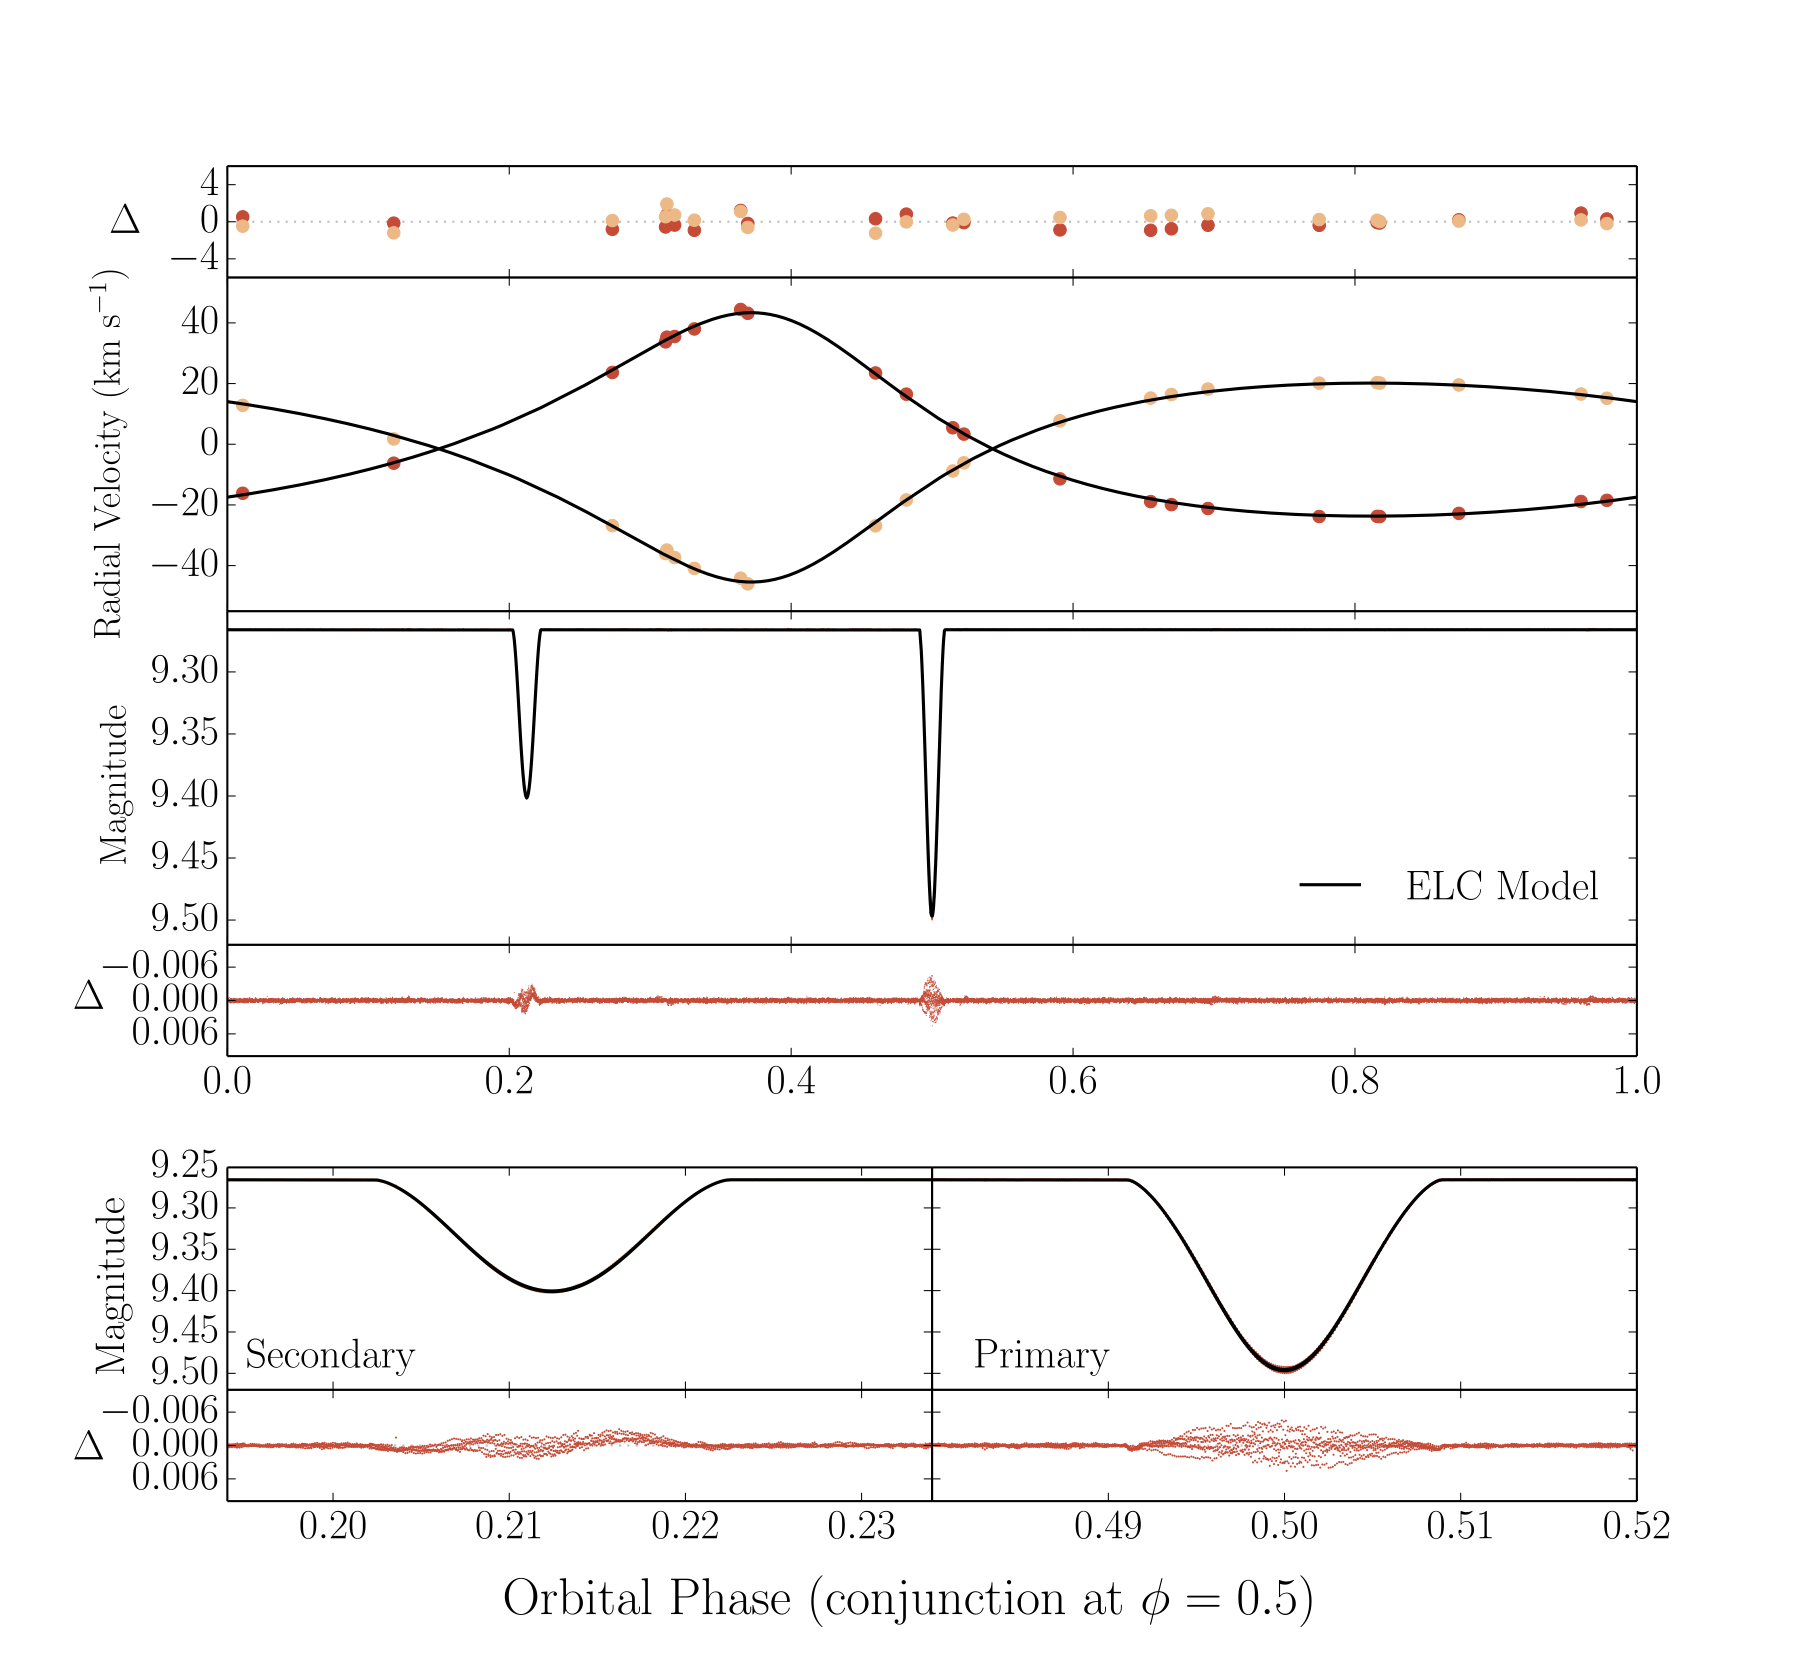 4
Δ
0
−4
Radial Velocity (km s−1)
40
20
0
−20
−40
Magnitude
9.30
9.35
9.40
9.45
9.50
ELC Model
Δ
−0.006
0.000
0.006
0.0 0.2 0.4 0.6 0.8 1.0
Magnitude
9.25
9.30
9.35
9.40
9.45
9.50
Secondary
Primary
Δ
−0.006
0.000
0.006
0.20 0.21 0.22 0.23 0.49 0.50 0.51 0.52
Orbital Phase (conjunction at ϕ = 0.5)